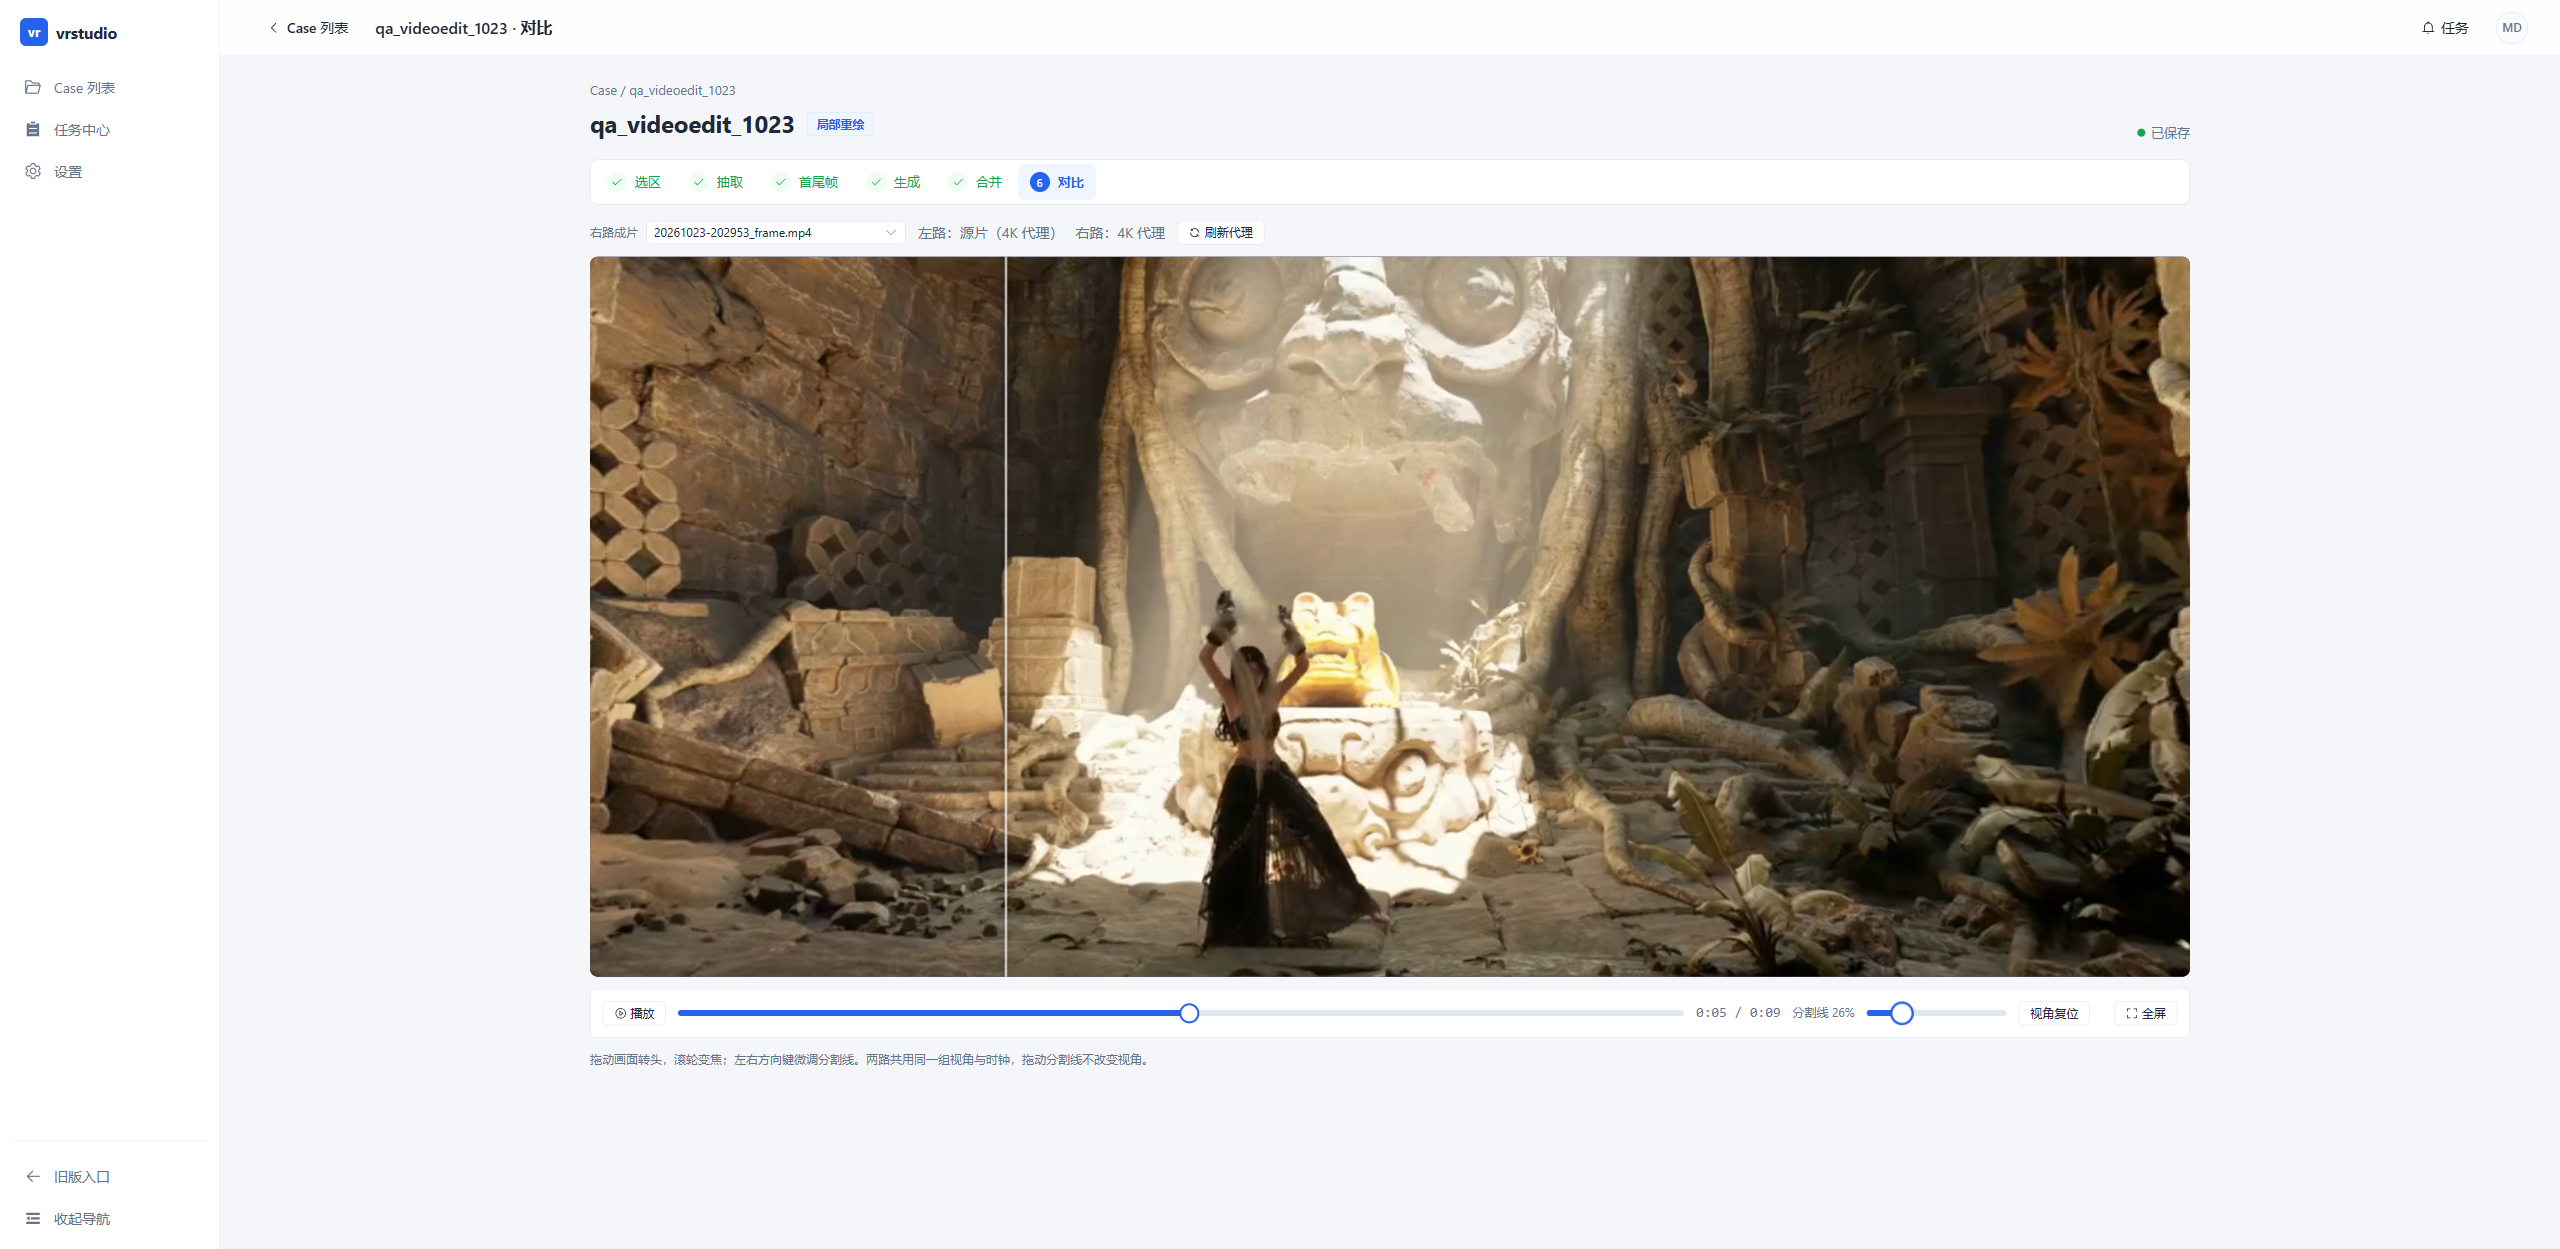 vr vrstudio
Case 列表
任务中心
设置
旧版入口
收起导航
Case 列表 qa_videoedit_1023 · 对比
任务 MD
Case / qa_videoedit_1023
qa_videoedit_1023 局部重绘
已保存
选区 抽取 首尾帧 生成 合并 6 对比
右路成片 20261023-202953_frame.mp4 左路：源片（4K 代理） 右路：4K 代理 刷新代理
播放 0:05 / 0:09 分割线 26% 视角复位 全屏
拖动画面转头，滚轮变焦；左右方向键微调分割线。两路共用同一组视角与时钟，拖动分割线不改变视角。